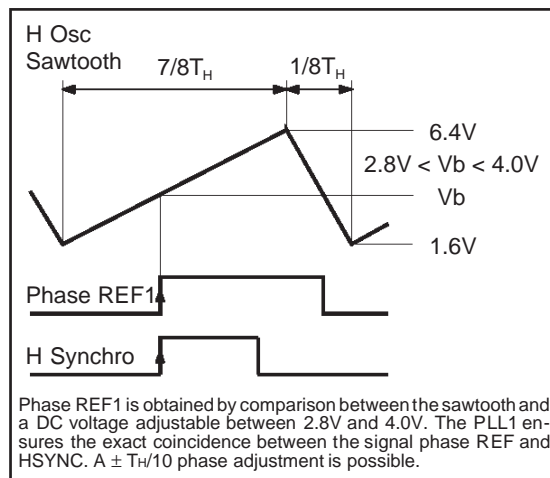 H Osc
Sawtooth
7/8TH
1/8TH
6.4V
2.8V < Vb < 4.0V
Vb
1.6V
Phase REF1
H Synchro
Phase REF1 is obtained by comparison between the sawtooth and
a DC voltage adjustable between 2.8V and 4.0V. The PLL1 en-
sures the exact coincidence between the signal phase REF and
HSYNC. A ± TH/10 phase adjustment is possible.